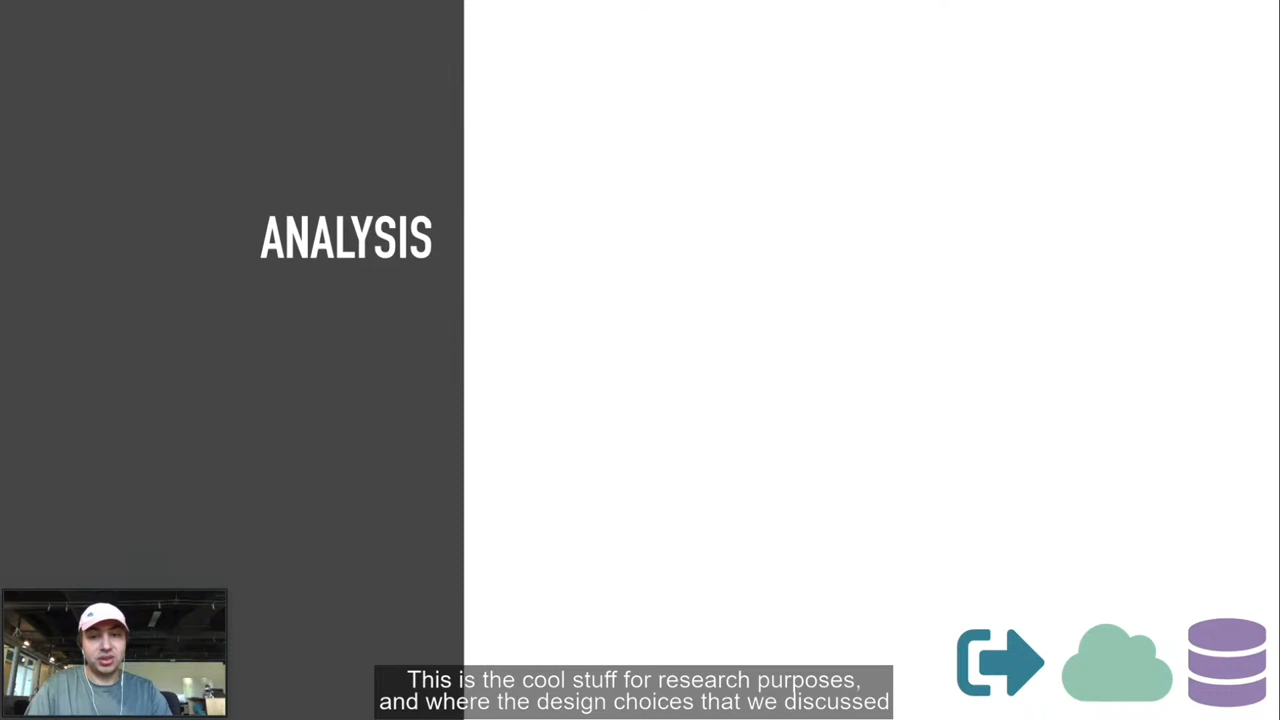 ANALYSIS
This is the cool stuff for research purposes,
and where the design choices that we discussed